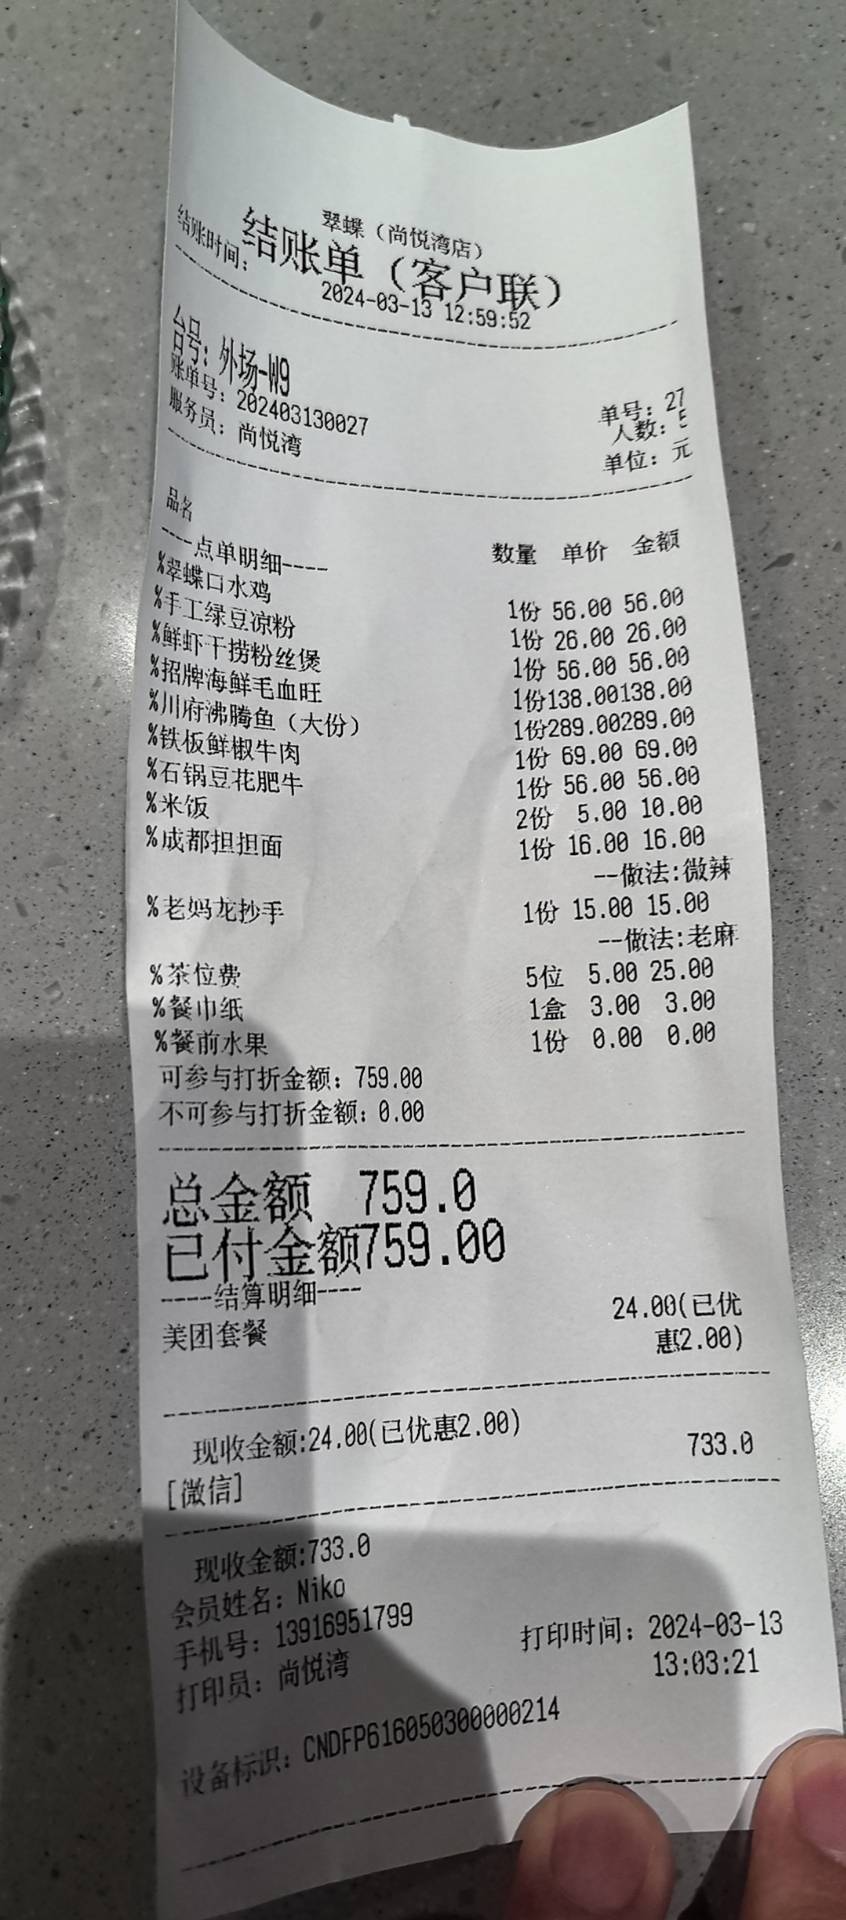 翠蝶（尚悦湾店）
结账单（客户联）
结账时间： 2024-03-13 12:59:52
台号：外场-W9
账单号：202403130027 单号：27
服务员：尚悦湾 人数：5
单位：元
品名 数量 单价 金额
----点单明细----
%翠蝶口水鸡 1份 56.00 56.00
%手工绿豆凉粉 1份 26.00 26.00
%鲜虾干捞粉丝煲 1份 56.00 56.00
%招牌海鲜毛血旺 1份138.00138.00
%川府沸腾鱼（大份） 1份289.00289.00
%铁板鲜椒牛肉 1份 69.00 69.00
%石锅豆花肥牛 1份 56.00 56.00
%米饭 2份 5.00 10.00
%成都担担面 1份 16.00 16.00
--做法:微辣
%老妈龙抄手 1份 15.00 15.00
--做法:老麻
%茶位费 5位 5.00 25.00
%餐巾纸 1盒 3.00 3.00
%餐前水果 1份 0.00 0.00
可参与打折金额：759.00
不可参与打折金额：0.00
总金额 759.0
已付金额759.00
----结算明细----
美团套餐 24.00(已优
惠2.00)
现收金额:24.00(已优惠2.00)
[微信] 733.0
现收金额:733.0
会员姓名：Niko
手机号：13916951799
打印员：尚悦湾 打印时间：2024-03-13
13:03:21
设备标识：CNDFP616050300000214